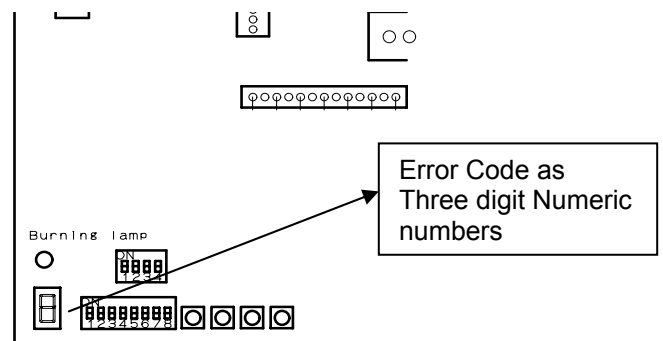 Error Code as
Three digit Numeric
numbers
Burning lamp
ON
1234
ON
12345678